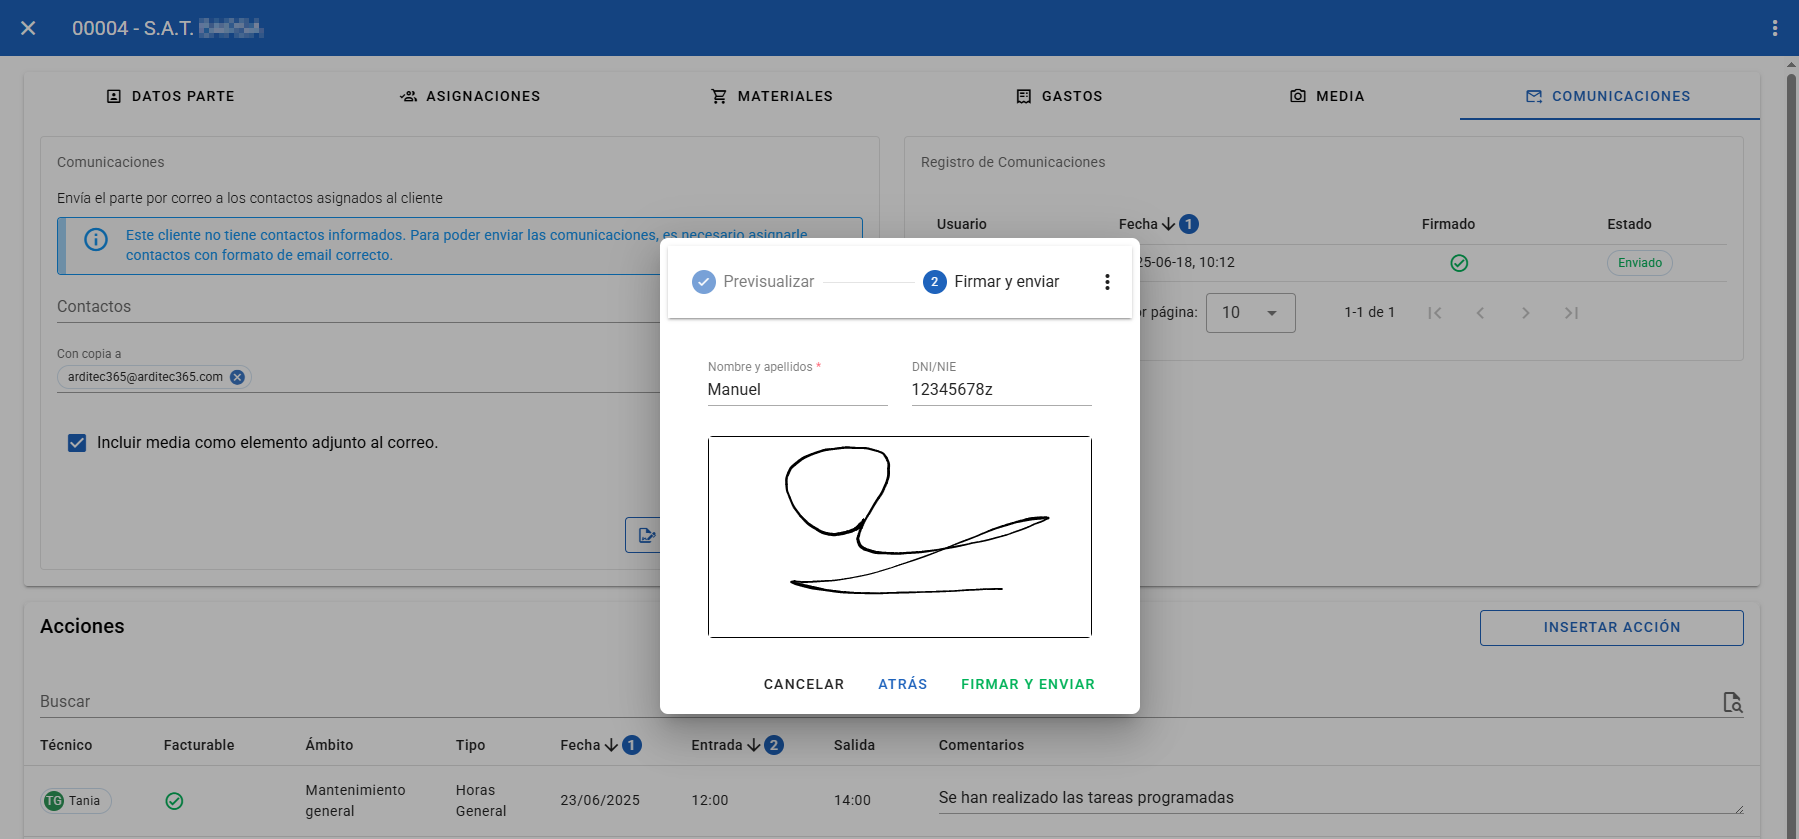 00004 - S.A.T.
DATOS PARTE
ASIGNACIONES
MATERIALES
GASTOS
MEDIA
COMUNICACIONES
Comunicaciones
Envía el parte por correo a los contactos asignados al cliente
Este cliente no tiene contactos informados. Para poder enviar las comunicaciones, es necesario asignarle
contactos con formato de email correcto.
Contactos
Con copia a
arditec365@arditec365.com
Incluir media como elemento adjunto al correo.
Registro de Comunicaciones
Usuario Fecha 1 Firmado Estado
25-06-18, 10:12 Enviado
página: 10 1-1 de 1
Previsualizar
2 Firmar y enviar
Nombre y apellidos * DNI/NIE
Manuel 12345678z
CANCELAR ATRÁS FIRMAR Y ENVIAR
Acciones
INSERTAR ACCIÓN
Buscar
Técnico Facturable Ámbito Tipo Fecha 1 Entrada 2 Salida Comentarios
TG Tania Mantenimiento general Horas General 23/06/2025 12:00 14:00 Se han realizado las tareas programadas